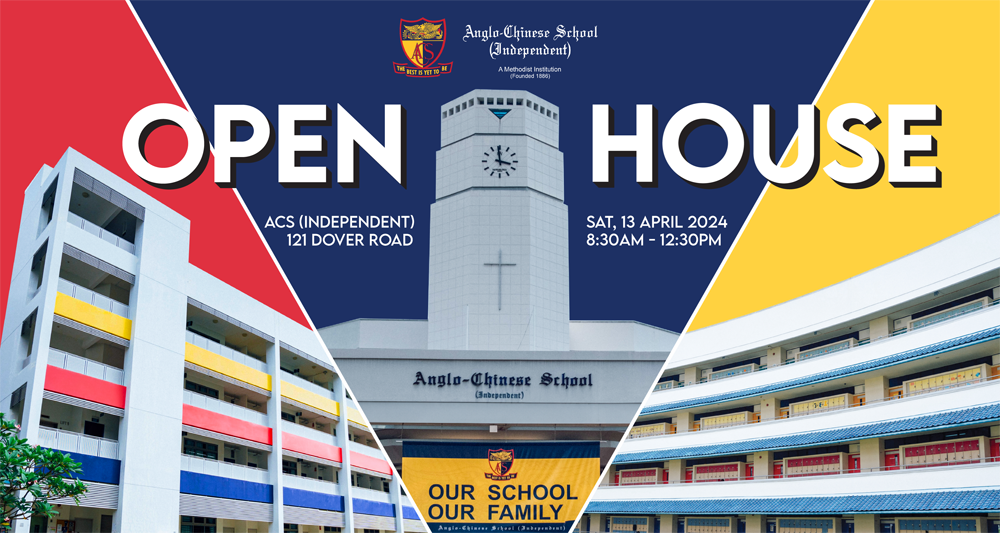 Anglo-Chinese School
(Independent)
A Methodist Institution
(Founded 1886)
ACS
THE BEST IS YET TO BE
OPEN HOUSE
ACS (INDEPENDENT)
121 DOVER ROAD
SAT, 13 APRIL 2024
8:30AM - 12:30PM
Anglo-Chinese School
(Independent)
OUR SCHOOL
OUR FAMILY
Anglo-Chinese School (Independent)